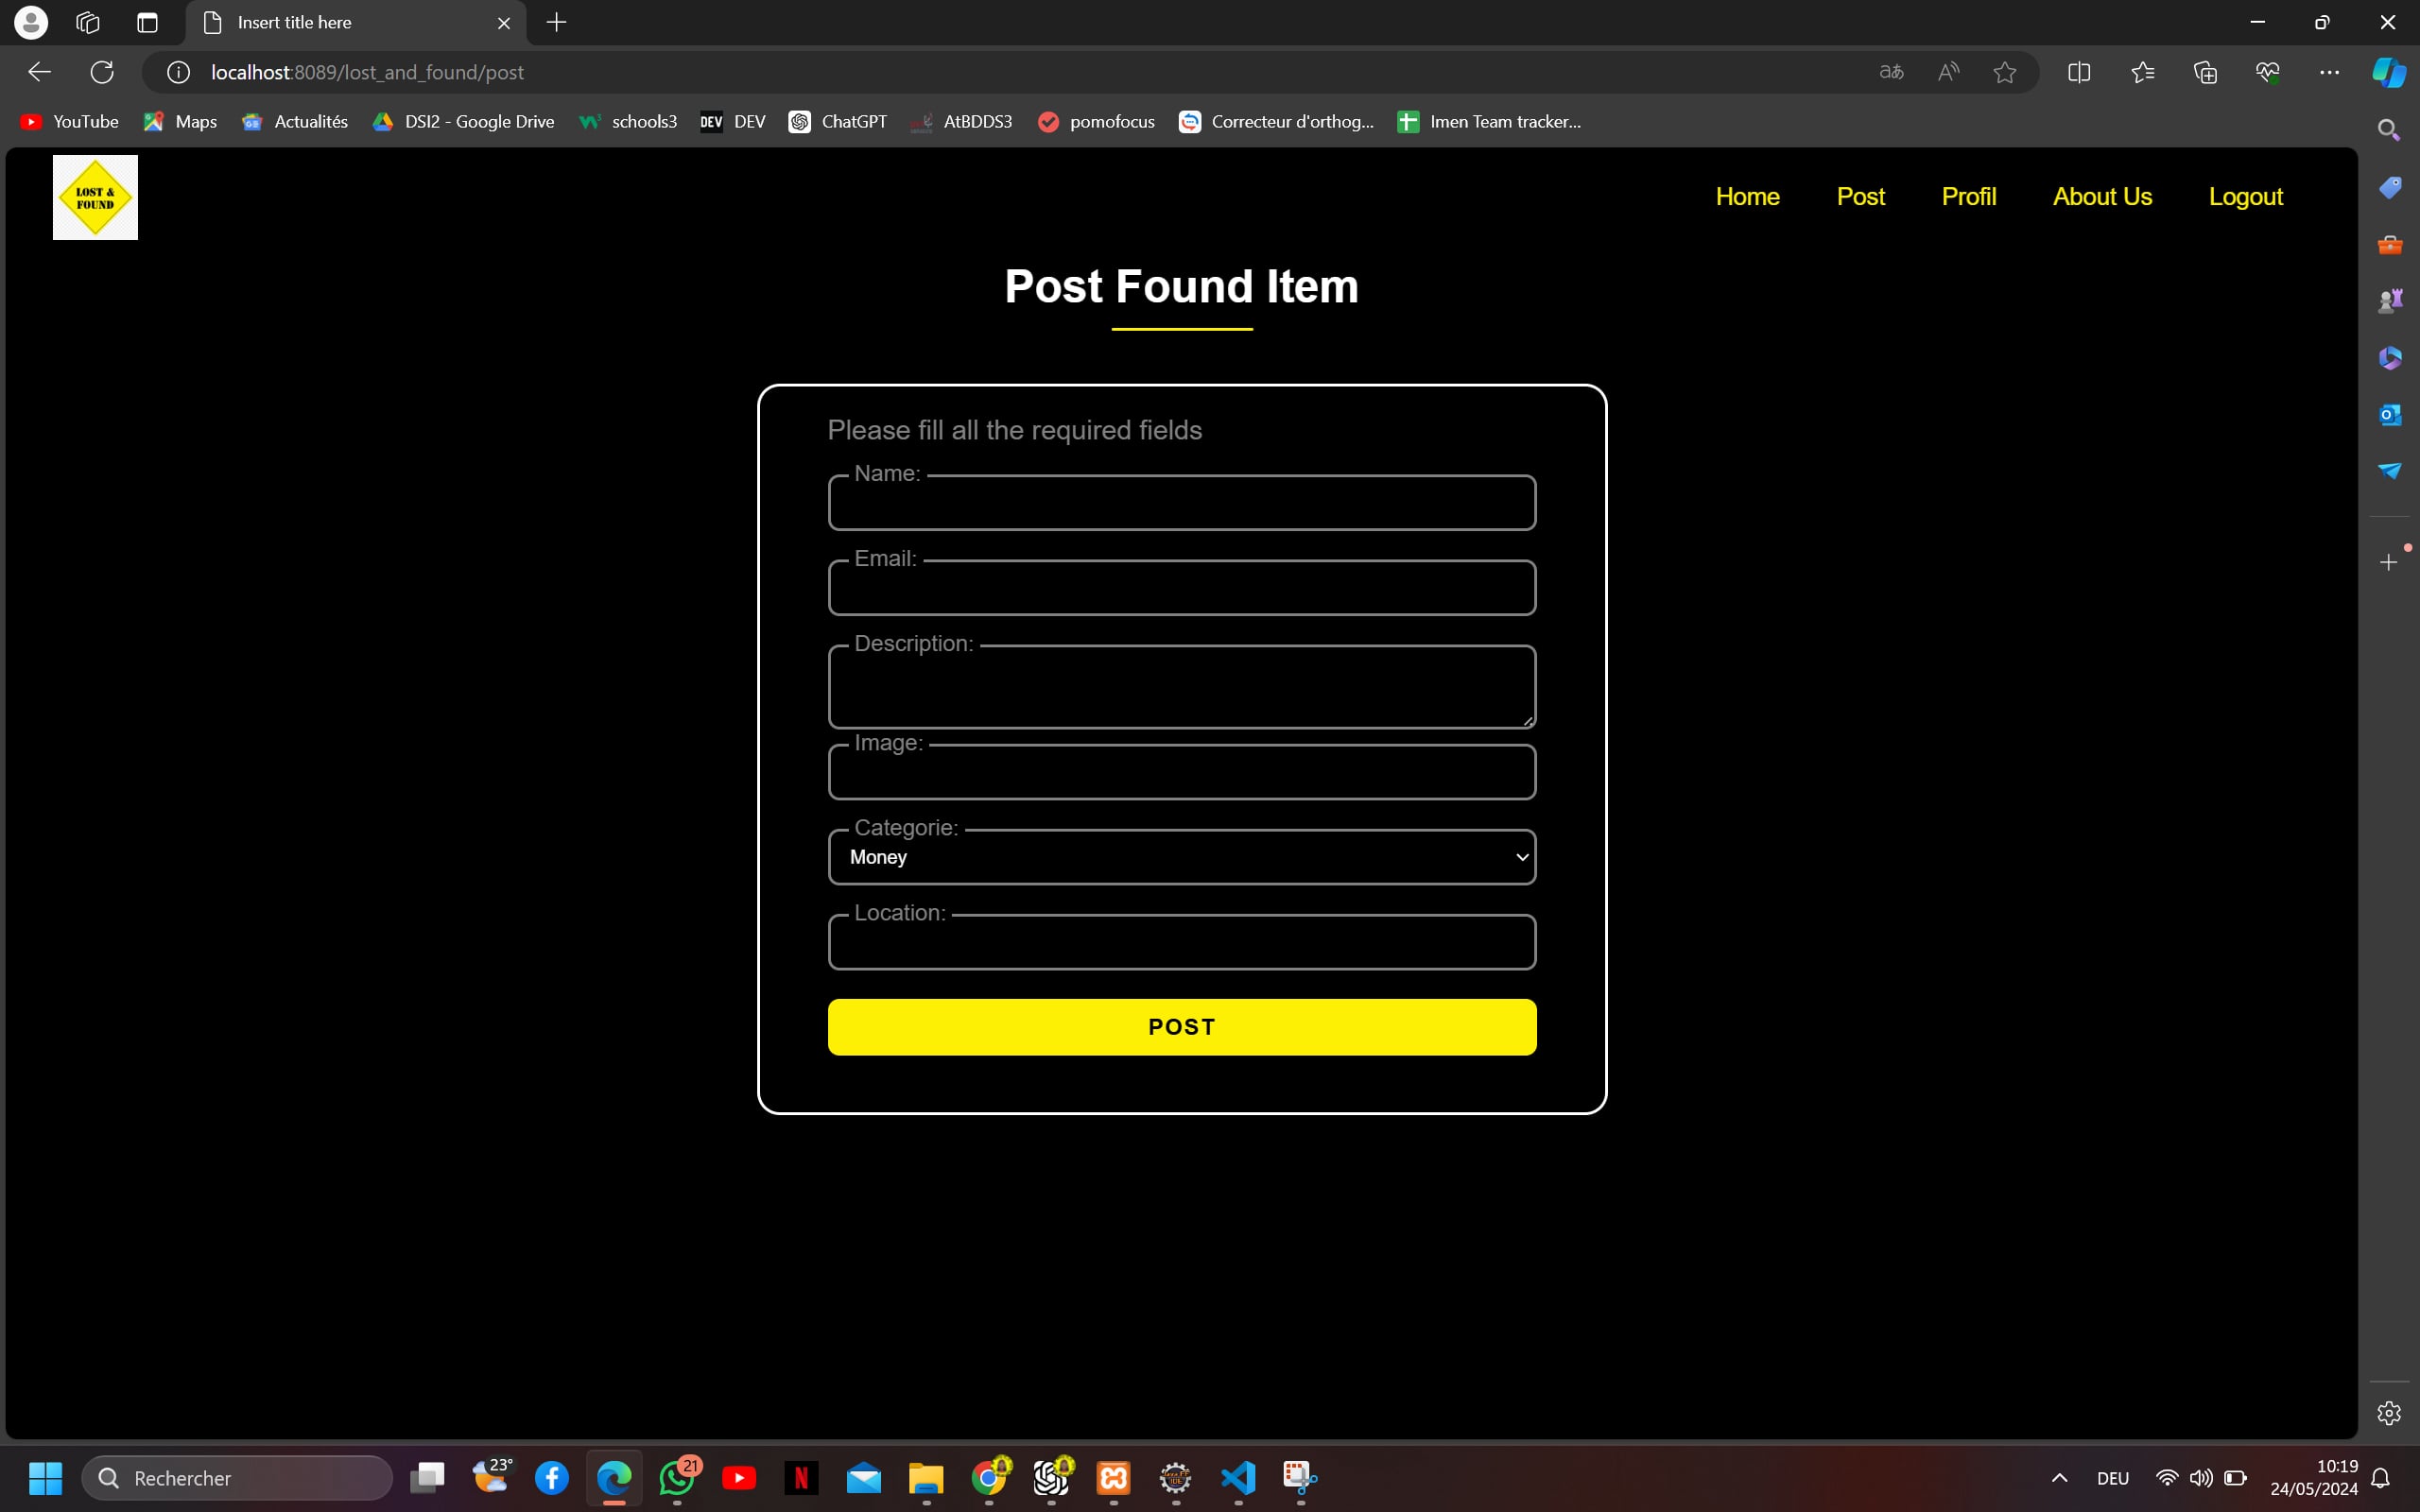 Insert title here
localhost:8089/lost_and_found/post
YouTube Maps Actualités DSI2 - Google Drive schools3 DEV DEV ChatGPT AtBDDS3 pomofocus Correcteur d'orthog... Imen Team tracker...
LOST &
FOUND
Home Post Profil About Us Logout
Post Found Item
Please fill all the required fields
Name:
Email:
Description:
Image:
Categorie:
Money
Location:
POST
Rechercher
23°
21
DEU
10:19
24/05/2024